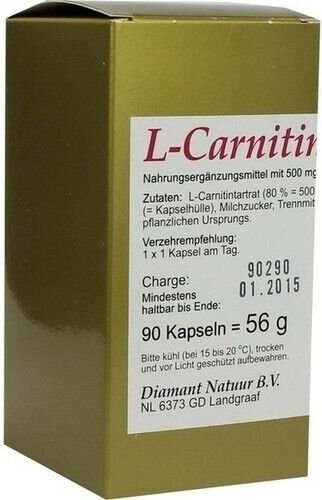 L-Carnitin
Nahrungsergänzungsmittel mit 500 mg
Zutaten: L-Carnitintartrat (80 % = 500
(= Kapselhülle), Milchzucker, Trennmit
pflanzlichen Ursprungs.
Verzehrempfehlung:
1 x 1 Kapsel am Tag.
Charge: 90290
Mindestens
haltbar bis Ende: 01.2015
90 Kapseln = 56 g
Bitte kühl (bei 15 bis 20 °C), trocken
und vor Licht geschützt aufbewahren.
Diamant Natuur B.V.
NL 6373 GD Landgraaf